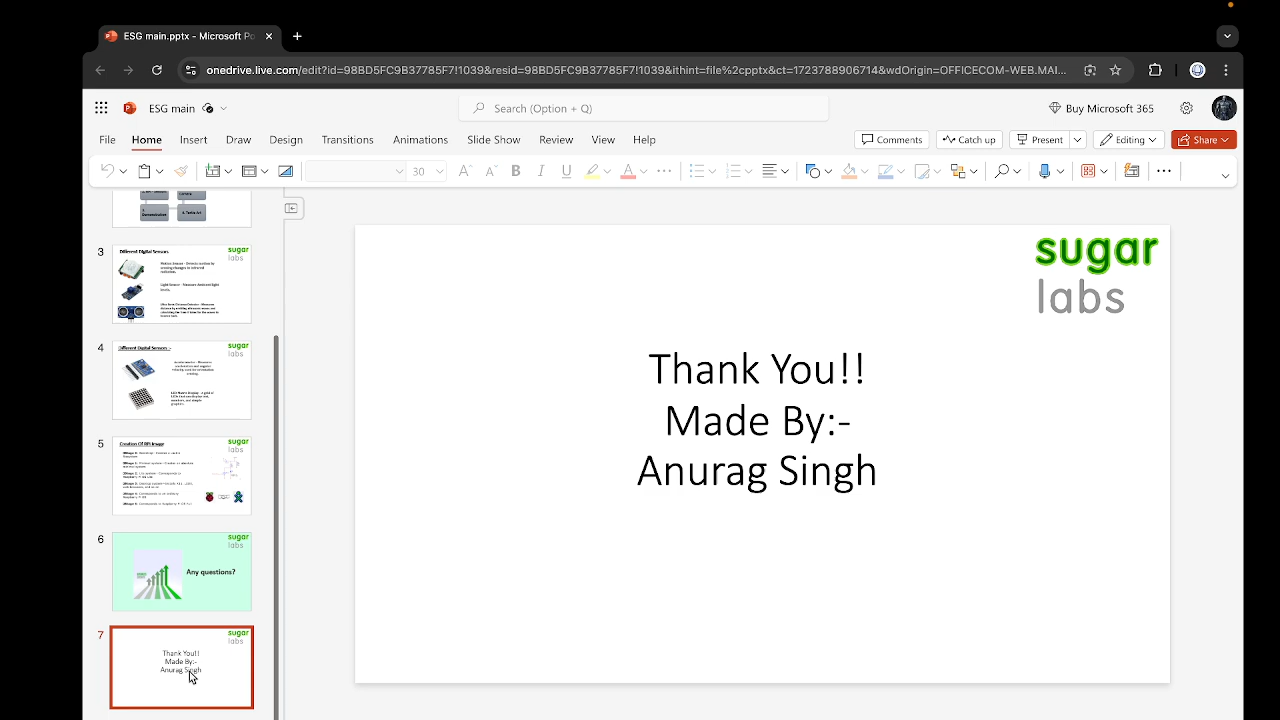 ESG main.pptx - Microsoft Po
onedrive.live.com/edit?id=98BD5FC9B37785F7!1039&resid=98BD5FC9B37785F7!1039&ithint=file%2cpptx&ct=1723788906714&wdOrigin=OFFICECOM-WEB.MAI...
ESG main
Search (Option + Q)
Buy Microsoft 365
File Home Insert Draw Design Transitions Animations Slide Show Review View Help
Comments Catch up Present Editing Share
30
3
Different Digital Sensors
sugar
labs
4
Different Digital Sensors :-
sugar
labs
5
Creation Of RPI Image
sugar
labs
6
sugar
labs
Any questions?
7
sugar
labs
Thank You!!
Made By:-
Anurag Singh
sugar
labs
Thank You!!
Made By:-
Anurag Singh